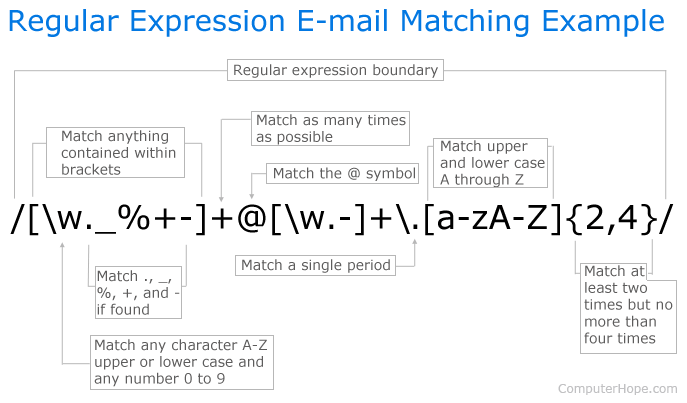 Regular Expression E-mail Matching Example
Regular expression boundary
Match anything
contained within
brackets
Match as many times
as possible
Match the @ symbol
Match upper
and lower case
A through Z
/[\w._%+-]+@[\w.-]+\.[a-zA-Z]{2,4}/
Match ., _,
%, +, and -
if found
Match a single period
Match at
least two
times but no
more than
four times
Match any character A-Z
upper or lower case and
any number 0 to 9
ComputerHope.com